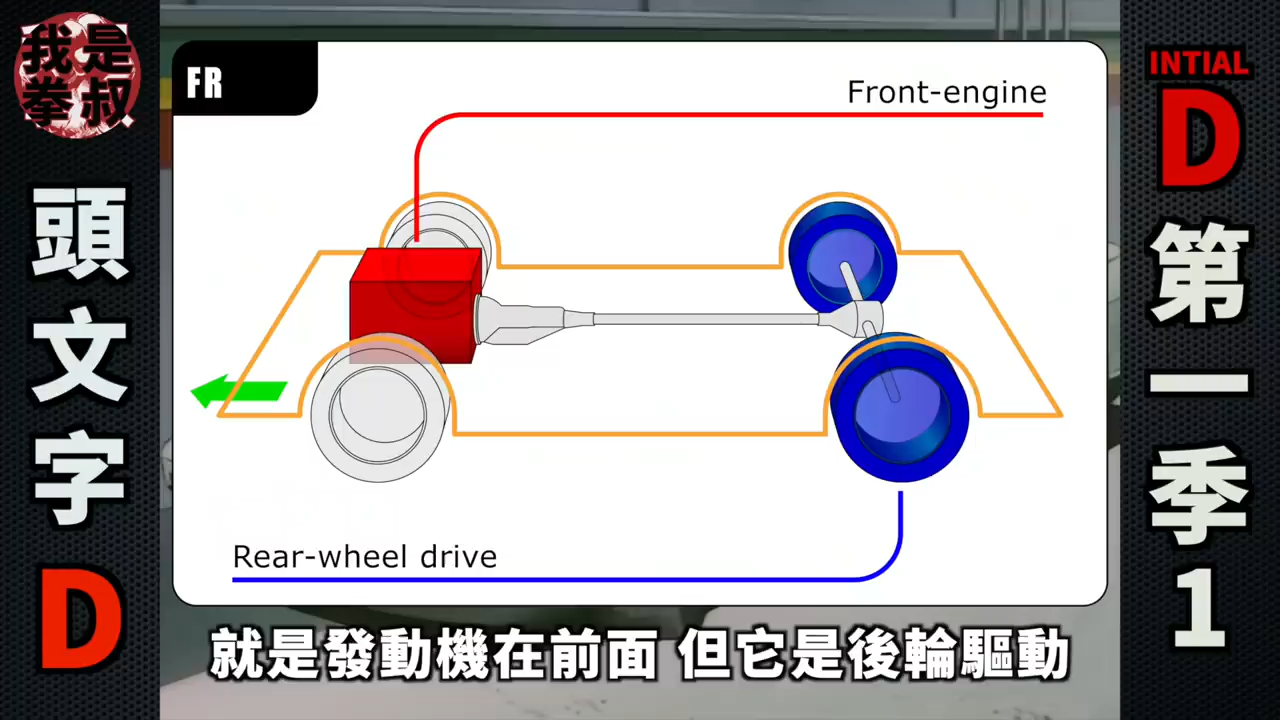 我是
拳叔
頭文字D
FR
Front-engine
Rear-wheel drive
就是發動機在前面 但它是後輪驅動
INTIAL
D
第一季1